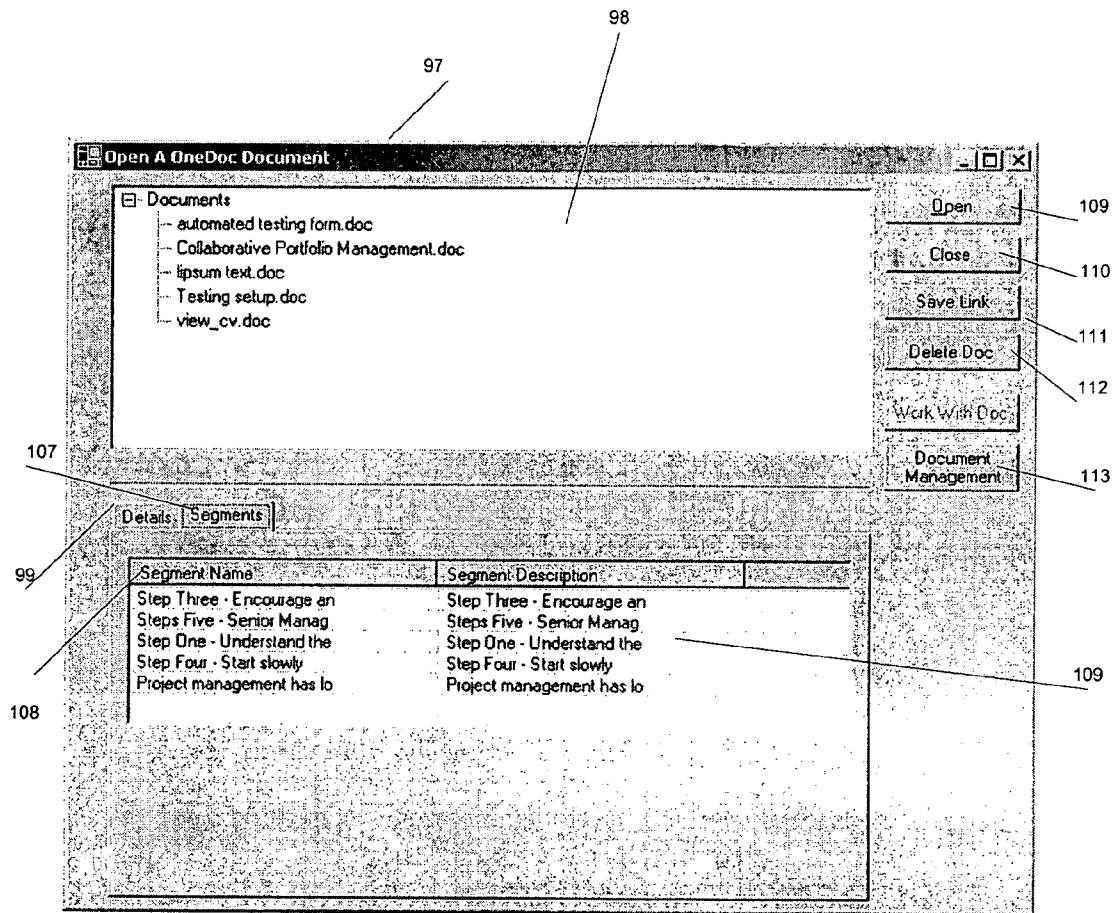 98
97
Open A OneDoc Document
Documents
automated testing form.doc
Collaborative Portfolio Management.doc
lipsum text.doc
Testing setup.doc
view_cv.doc
Open
109
Close
110
Save Link
111
Delete Doc
112
Work With Doc
Document
Management
113
107
Details
Segments
99
Segment Name Segment Description
Step Three - Encourage an Step Three - Encourage an
Steps Five - Senior Manag Steps Five - Senior Manag
Step One - Understand the Step One - Understand the
Step Four - Start slowly Step Four - Start slowly
Project management has lo Project management has lo
109
108